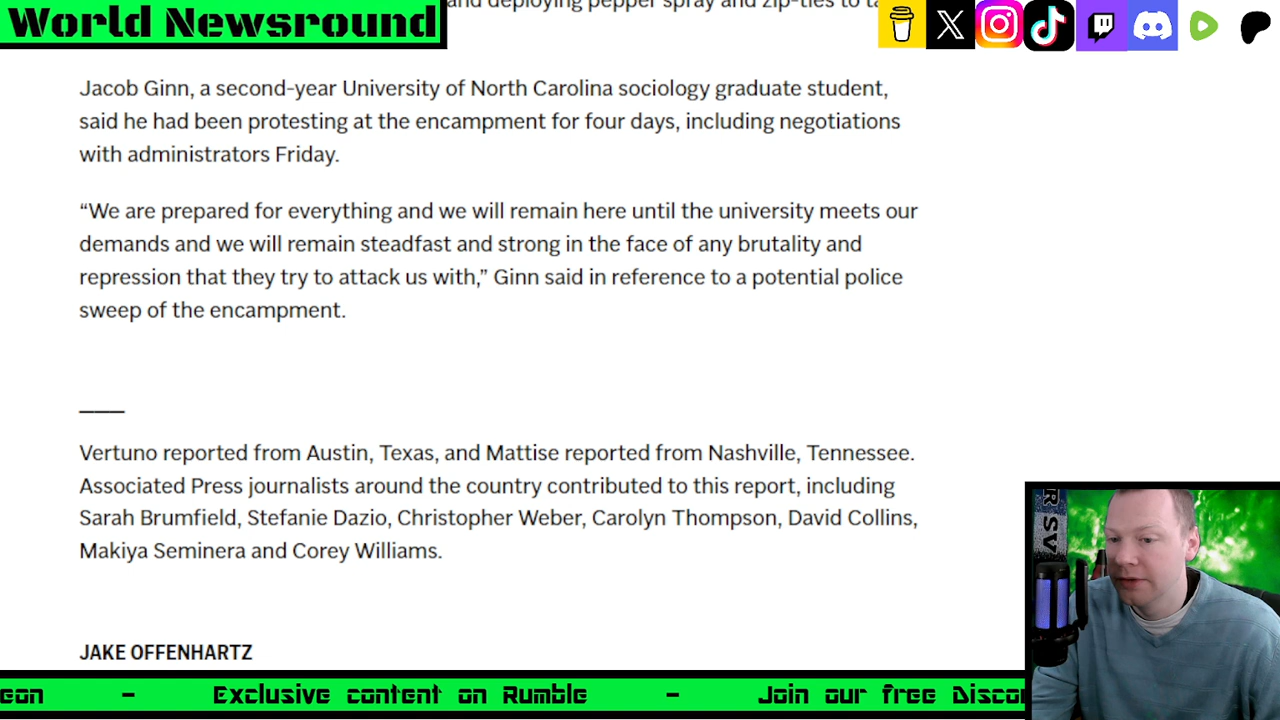 World Newsround
and deploying pepper spray and zip-ties to
Jacob Ginn, a second-year University of North Carolina sociology graduate student,
said he had been protesting at the encampment for four days, including negotiations
with administrators Friday.
“We are prepared for everything and we will remain here until the university meets our
demands and we will remain steadfast and strong in the face of any brutality and
repression that they try to attack us with,” Ginn said in reference to a potential police
sweep of the encampment.
Vertuno reported from Austin, Texas, and Mattise reported from Nashville, Tennessee.
Associated Press journalists around the country contributed to this report, including
Sarah Brumfield, Stefanie Dazio, Christopher Weber, Carolyn Thompson, David Collins,
Makiya Seminera and Corey Williams.
JAKE OFFENHARTZ
eon - Exclusive content on Rumble - Join our free Discor